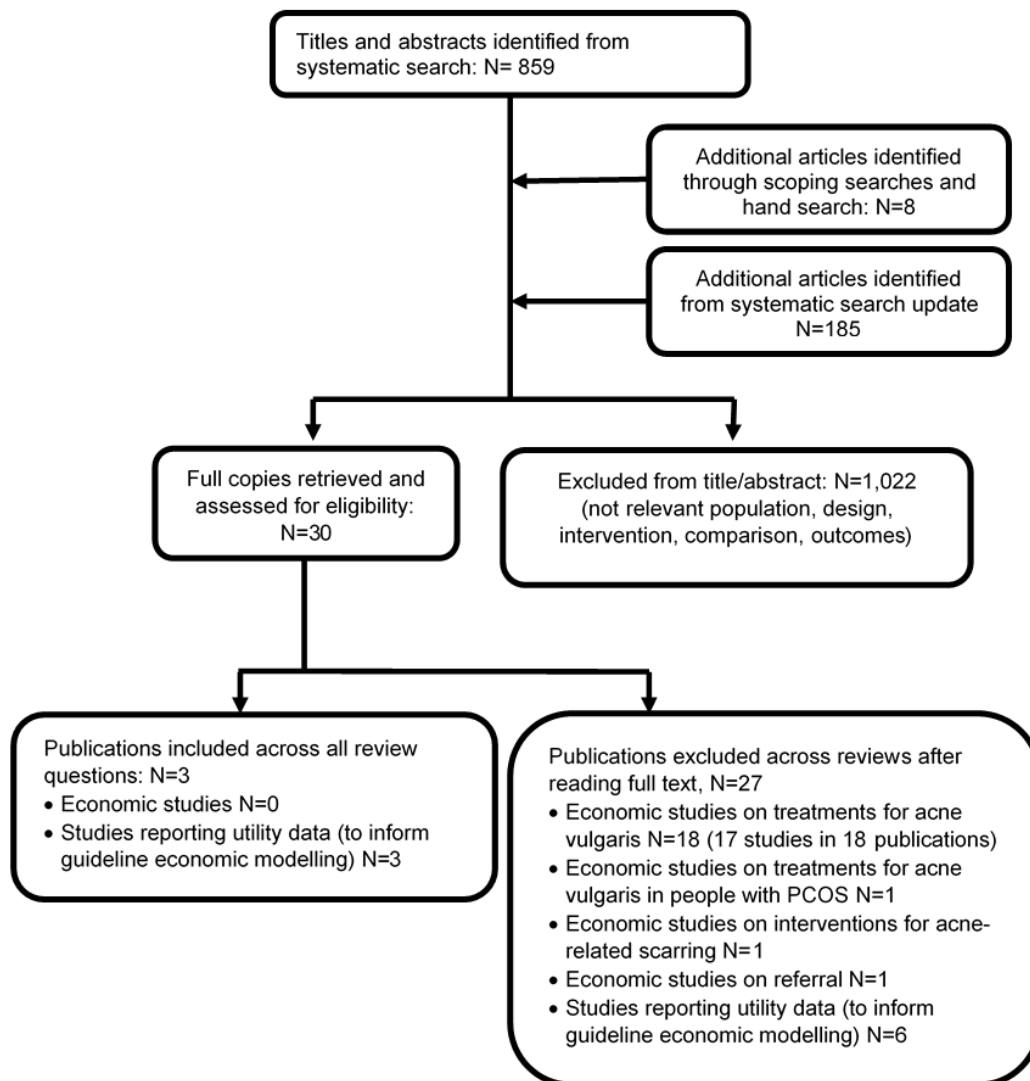 Titles and abstracts identified from
systematic search: N= 859
Additional articles identified
through scoping searches and
hand search: N=8
Additional articles identified
from systematic search update
N=185
Full copies retrieved and
assessed for eligibility:
N=30
Excluded from title/abstract: N=1,022
(not relevant population, design,
intervention, comparison, outcomes)
Publications included across all review
questions: N=3
• Economic studies N=0
• Studies reporting utility data (to inform
guideline economic modelling) N=3
Publications excluded across reviews after
reading full text, N=27
• Economic studies on treatments for acne
vulgaris N=18 (17 studies in 18 publications)
• Economic studies on treatments for acne
vulgaris in people with PCOS N=1
• Economic studies on interventions for acne-
related scarring N=1
• Economic studies on referral N=1
• Studies reporting utility data (to inform
guideline economic modelling) N=6